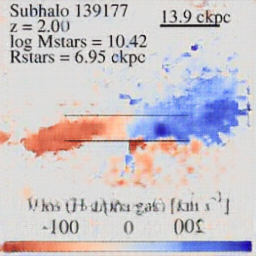 Subhalo 139177
13.9 ckpc
z = 2.00
log Mstars = 10.42
Rstars = 6.95 ckpc
-100 0